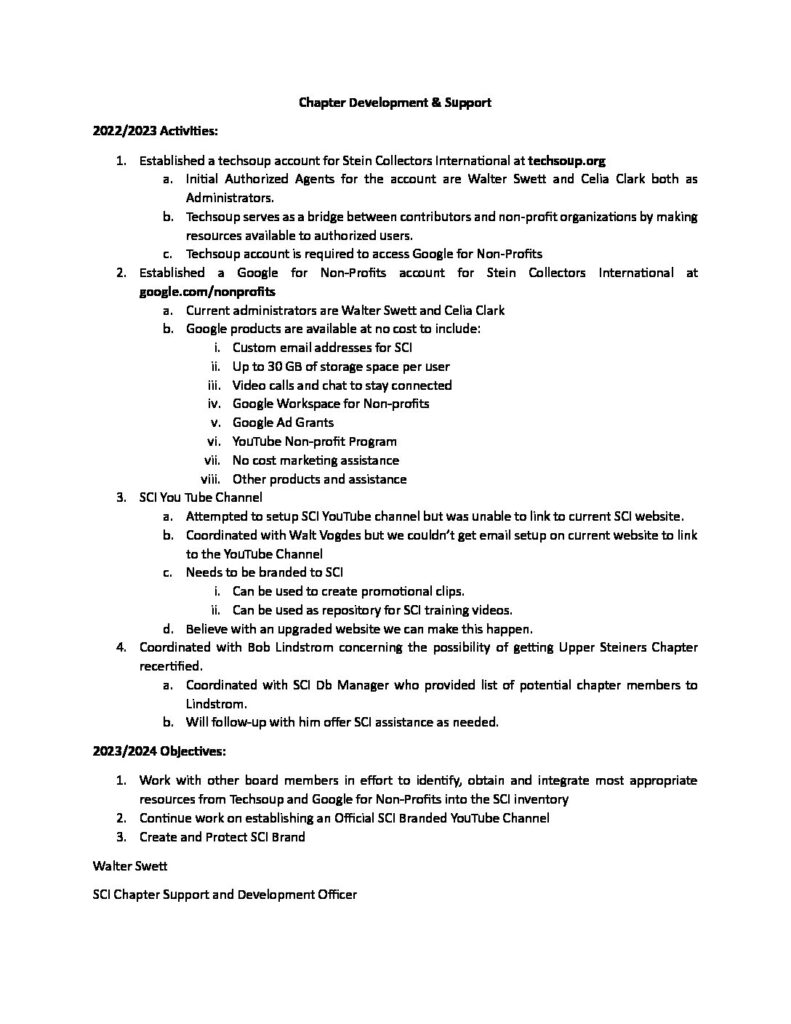 Chapter Development & Support
2022/2023 Activities:
1. Established a techsoup account for Stein Collectors International at techsoup.org
a. Initial Authorized Agents for the account are Walter Swett and Celia Clark both as
Administrators.
b. Techsoup serves as a bridge between contributors and non-profit organizations by making
resources available to authorized users.
c. Techsoup account is required to access Google for Non-Profits
2. Established a Google for Non-Profits account for Stein Collectors International at
google.com/nonprofits
a. Current administrators are Walter Swett and Celia Clark
b. Google products are available at no cost to include:
i. Custom email addresses for SCI
ii. Up to 30 GB of storage space per user
iii. Video calls and chat to stay connected
iv. Google Workspace for Non-profits
v. Google Ad Grants
vi. YouTube Non-profit Program
vii. No cost marketing assistance
viii. Other products and assistance
3. SCI You Tube Channel
a. Attempted to setup SCI YouTube channel but was unable to link to current SCI website.
b. Coordinated with Walt Vogdes but we couldn't get email setup on current website to link
to the YouTube Channel
c. Needs to be branded to SCI
i. Can be used to create promotional clips.
ii. Can be used as repository for SCI training videos.
d. Believe with an upgraded website we can make this happen.
4. Coordinated with Bob Lindstrom concerning the possibility of getting Upper Steiners Chapter
recertified.
a. Coordinated with SCI Db Manager who provided list of potential chapter members to
Lindstrom.
b. Will follow-up with him offer SCI assistance as needed.
2023/2024 Objectives:
1. Work with other board members in effort to identify, obtain and integrate most appropriate
resources from Techsoup and Google for Non-Profits into the SCI inventory
2. Continue work on establishing an Official SCI Branded YouTube Channel
3. Create and Protect SCI Brand
Walter Swett
SCI Chapter Support and Development Officer